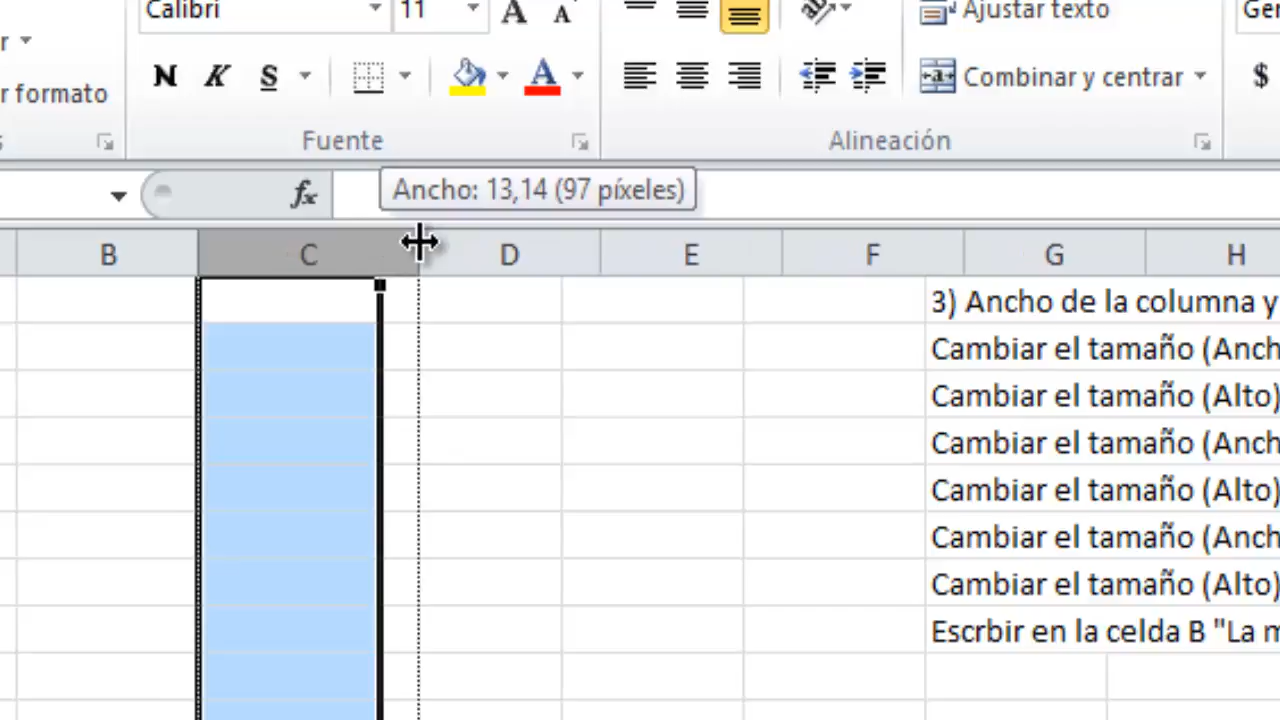 Calibri 11 A A Ajustar texto
N K S A Combinar y centrar $
r formato
Fuente Alineación
fx Ancho: 13,14 (97 píxeles)
B C D E F G H
3) Ancho de la columna y
Cambiar el tamaño (Anch
Cambiar el tamaño (Alto)
Cambiar el tamaño (Anch
Cambiar el tamaño (Alto)
Cambiar el tamaño (Anch
Cambiar el tamaño (Alto)
Escrbir en la celda B "La m